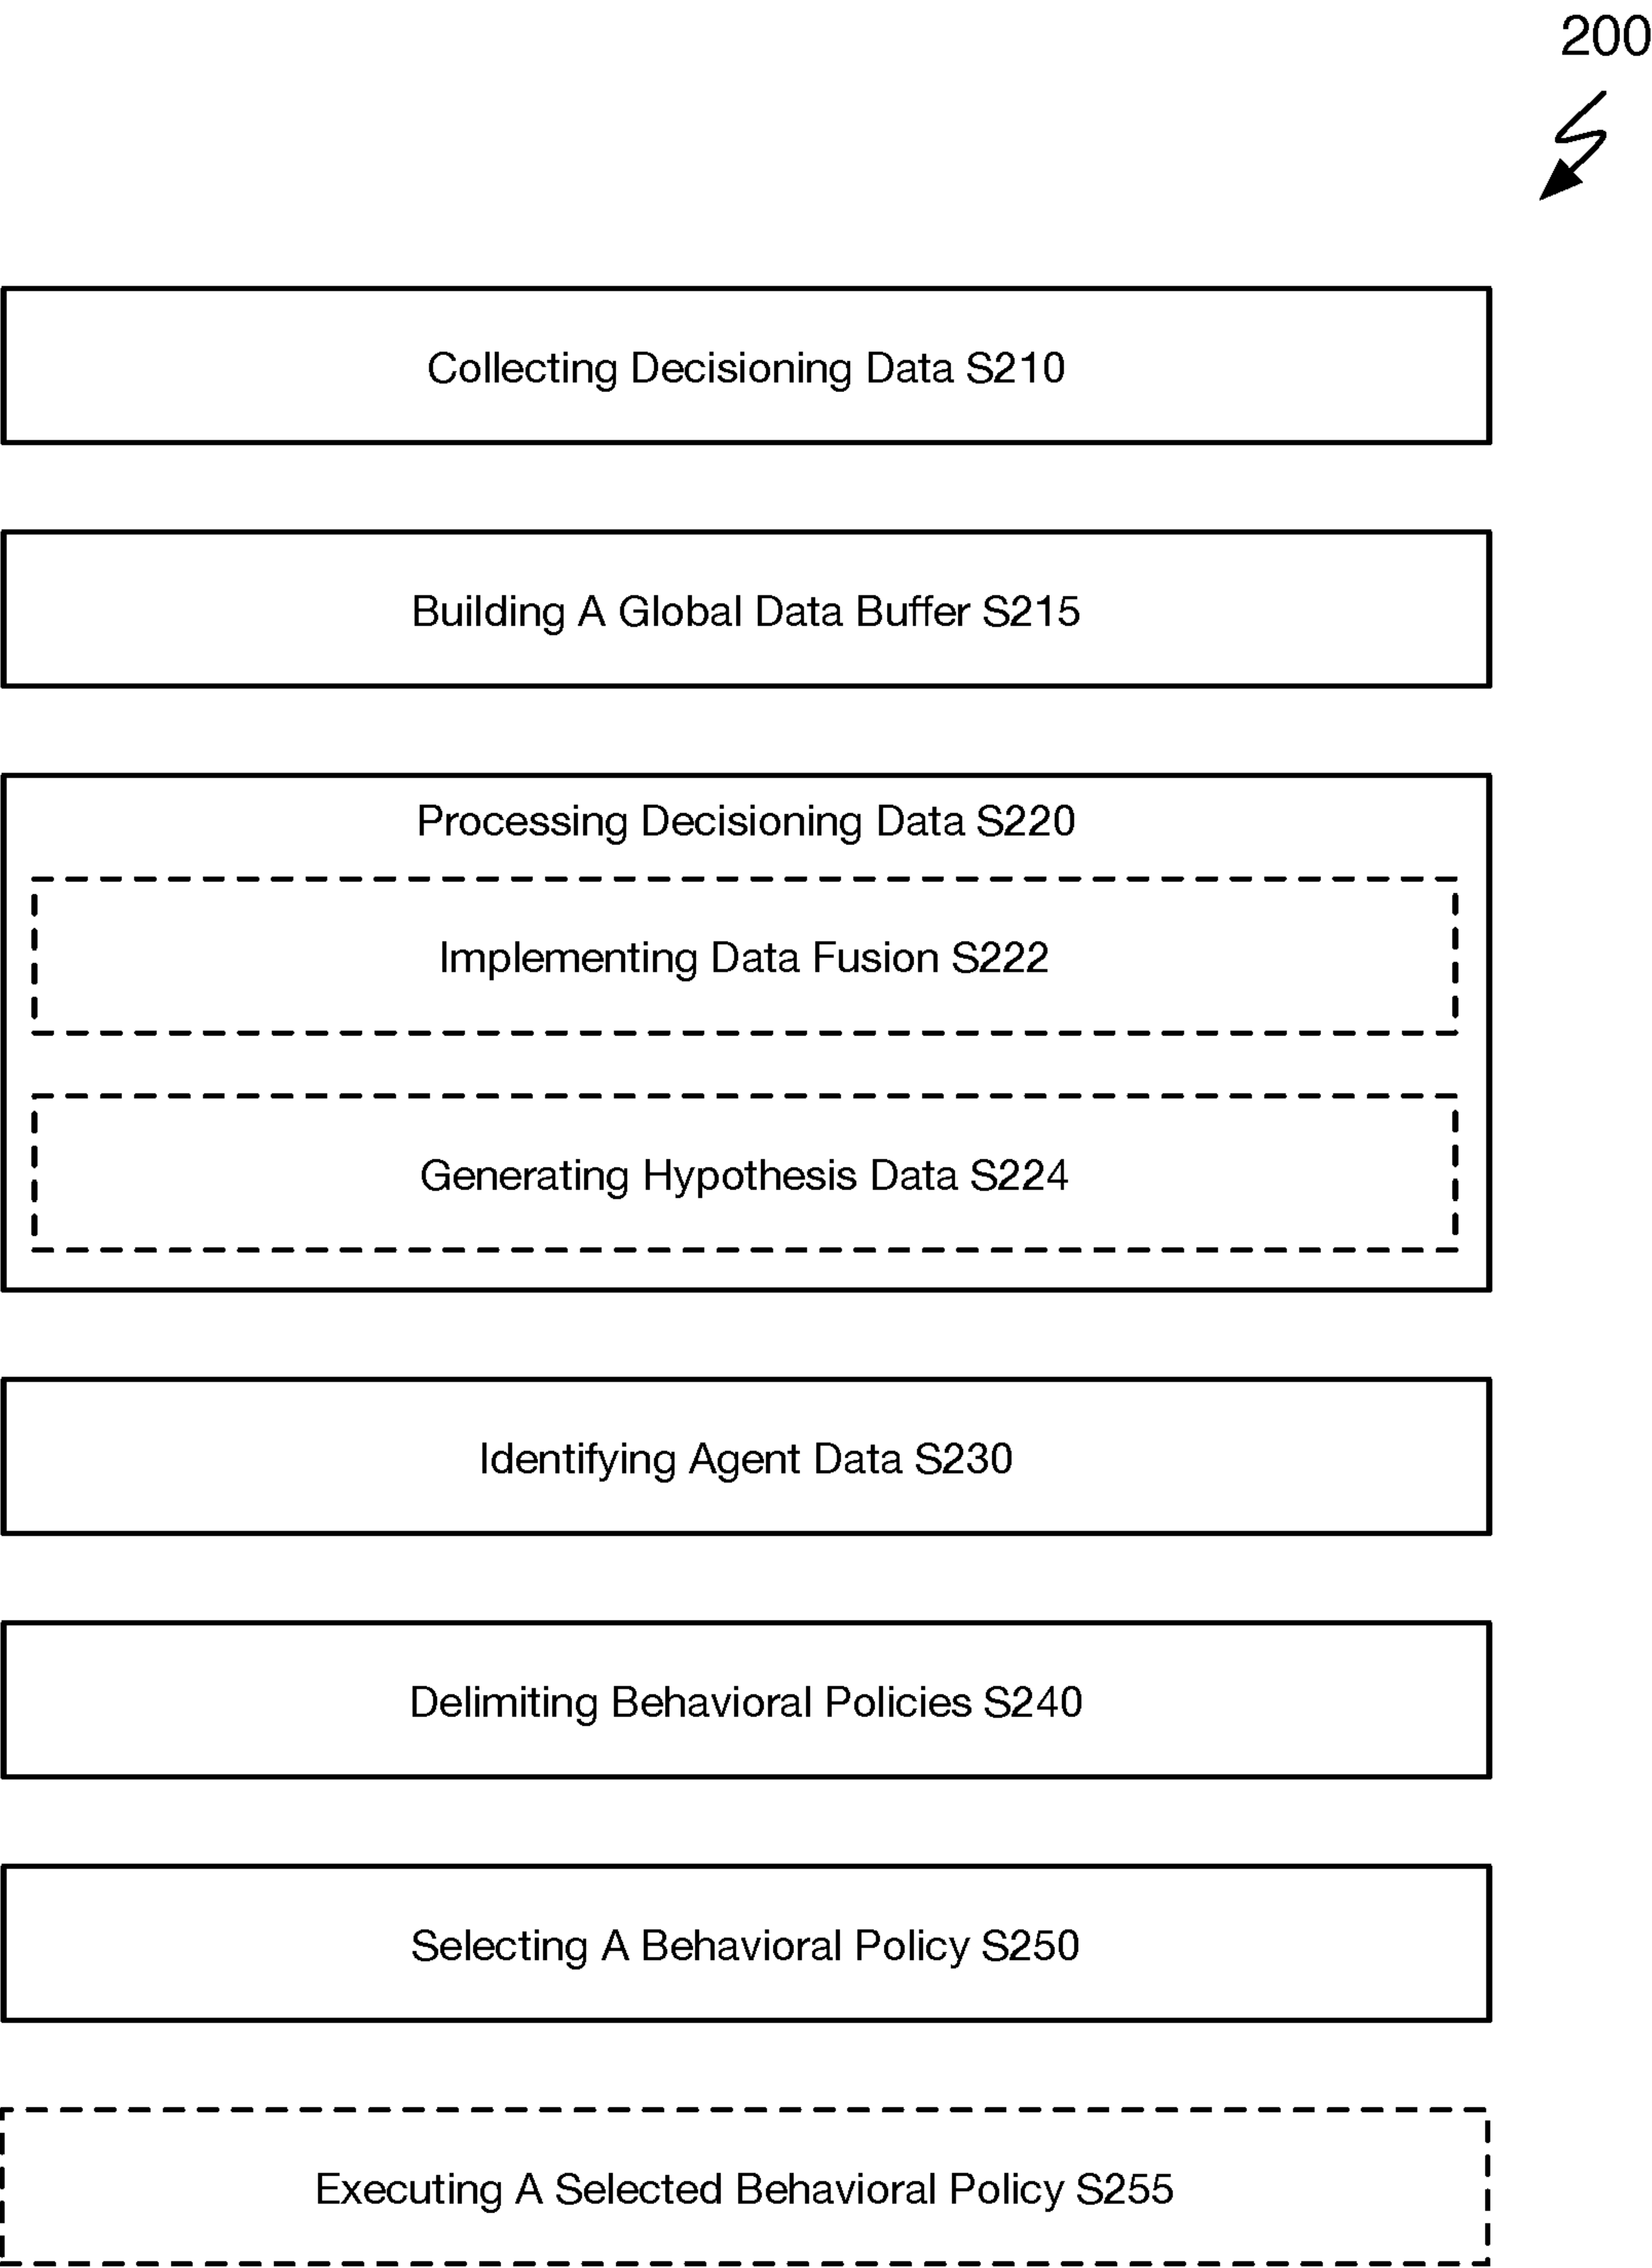 200
Collecting Decisioning Data S210
Building A Global Data Buffer S215
Processing Decisioning Data S220
Implementing Data Fusion S222
Generating Hypothesis Data S224
Identifying Agent Data S230
Delimiting Behavioral Policies S240
Selecting A Behavioral Policy S250
Executing A Selected Behavioral Policy S255